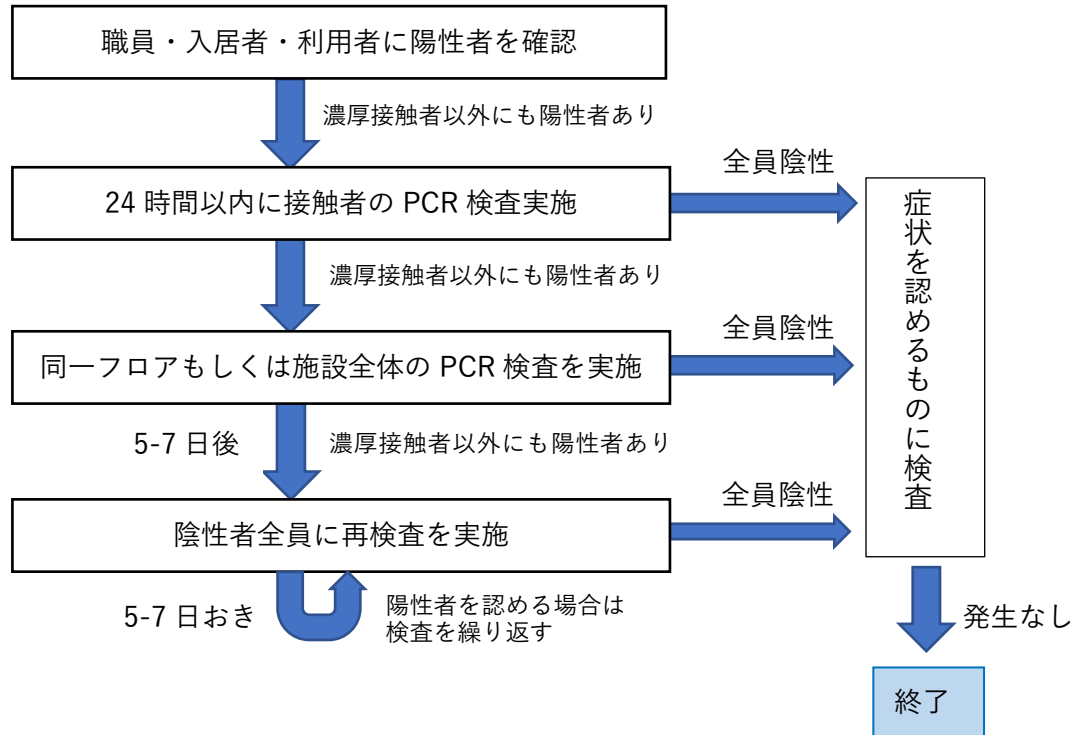 職員・入居者・利用者に陽性者を確認
濃厚接触者以外にも陽性者あり
全員陰性
24 時間以内に接触者の PCR 検査実施
濃厚接触者以外にも陽性者あり
全員陰性
同一フロアもしくは施設全体の PCR 検査を実施
5-7 日後
濃厚接触者以外にも陽性者あり
全員陰性
陰性者全員に再検査を実施
5-7 日おき
陽性者を認める場合は
検査を繰り返す
症状を認めるものに検査
発生なし
終了